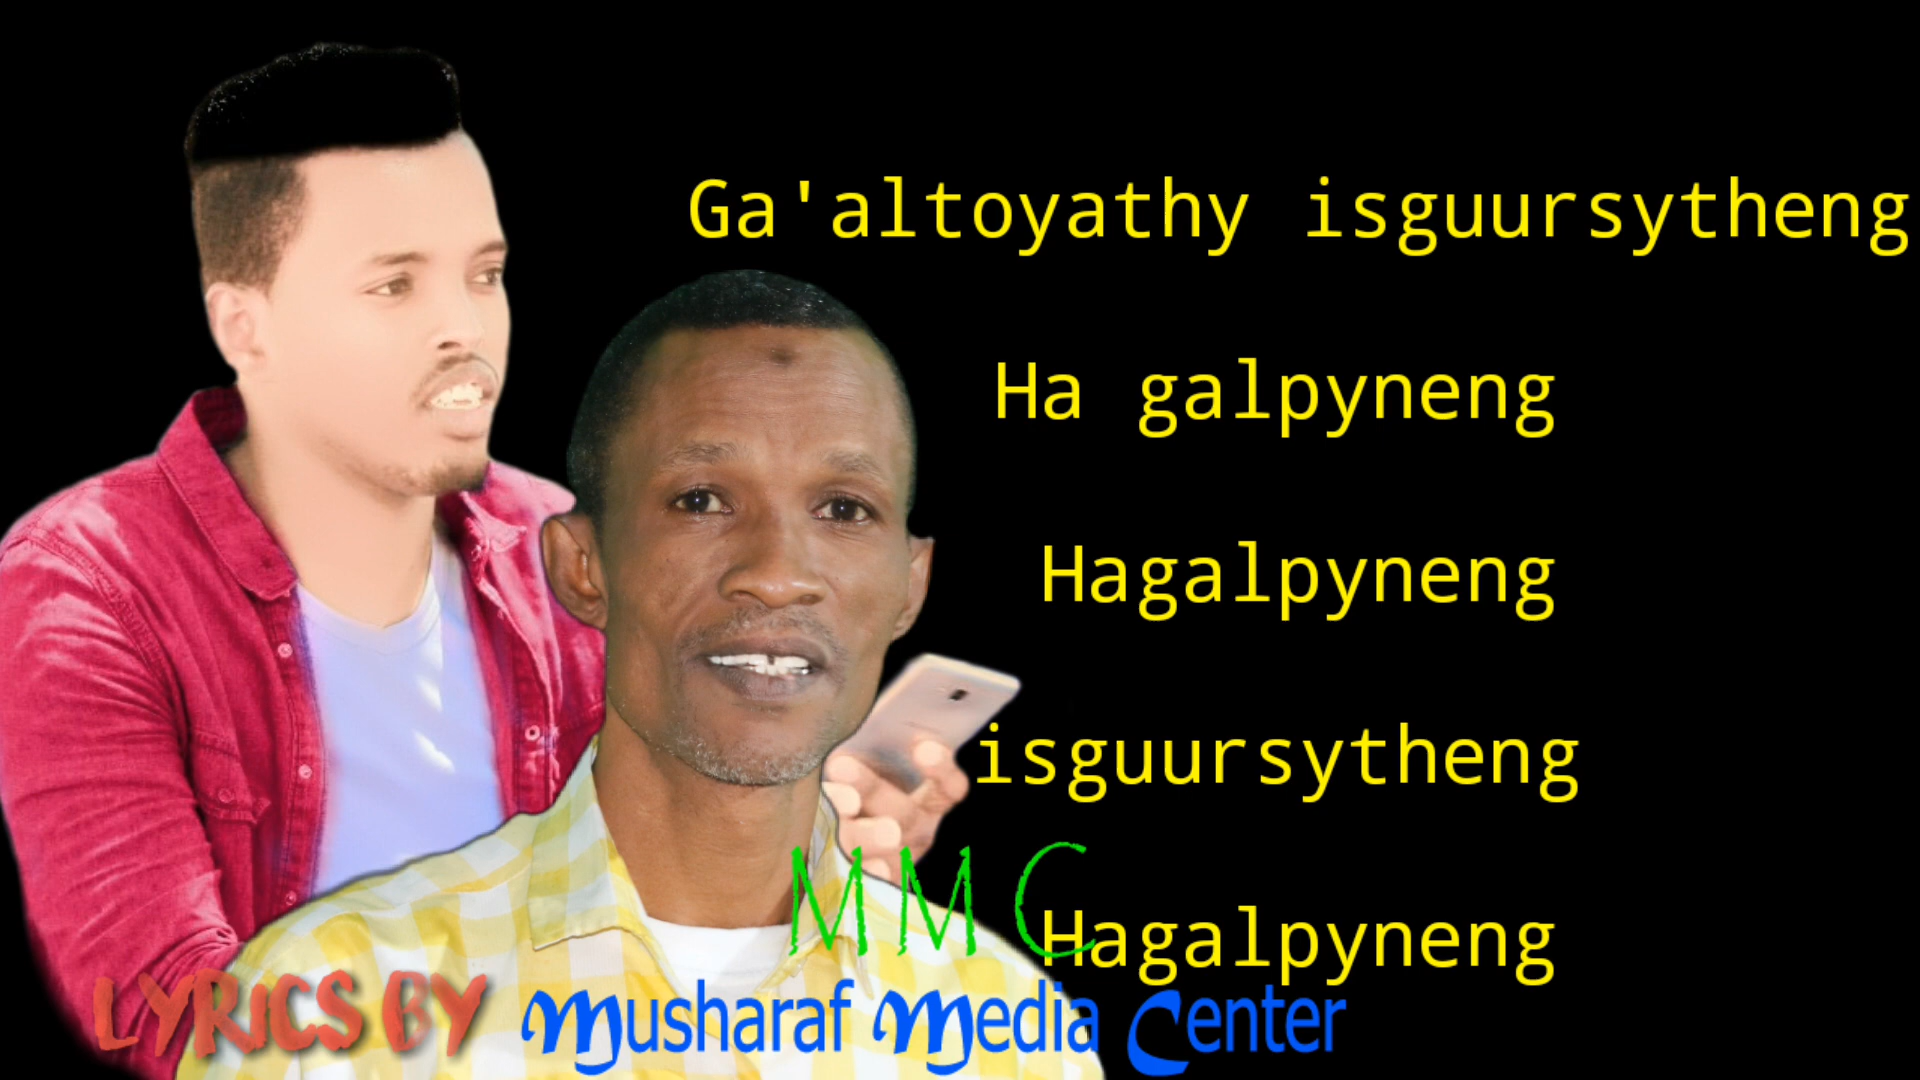 Ga'altoyathy isguursytheng
Ha galpyneng
Hagalpyneng
isguursytheng
MMC
Hagalpyneng
LYRICS BY Musharaf Media Center